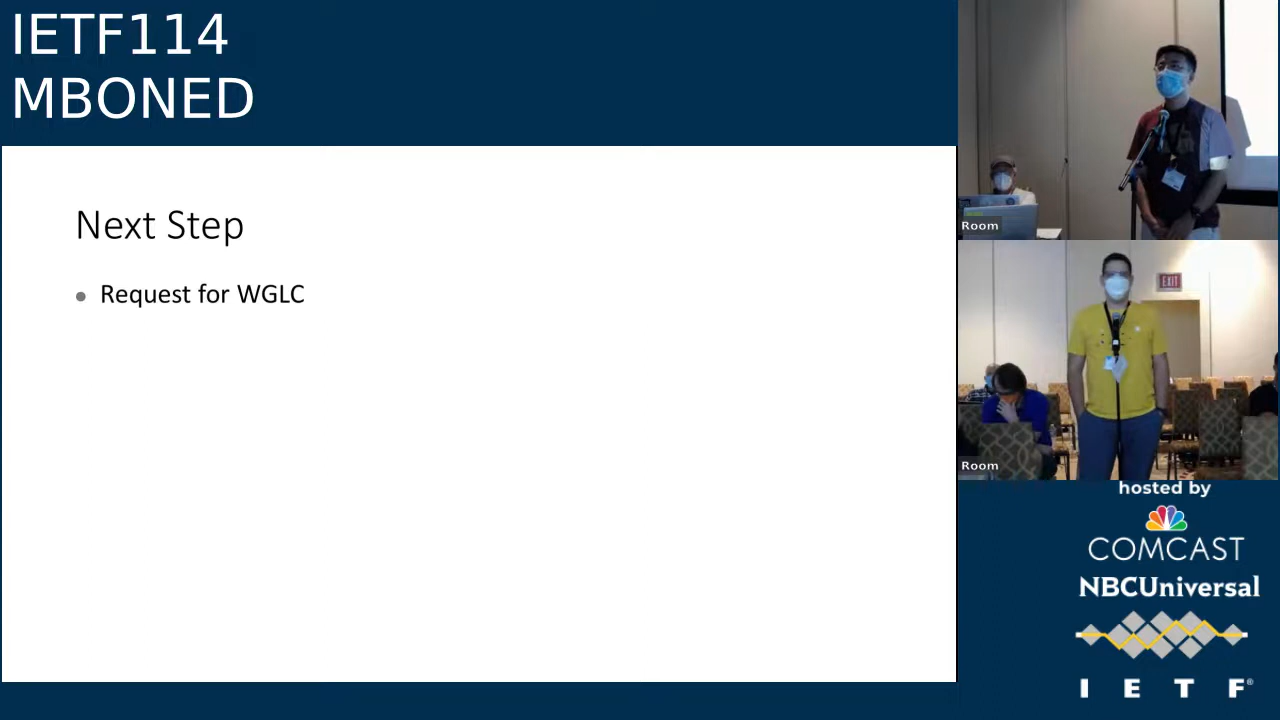 IETF114
MBONED
Next Step
Request for WGLC
Room
EXIT
Room
hosted by
COMCAST
NBCUniversal
I E T F®